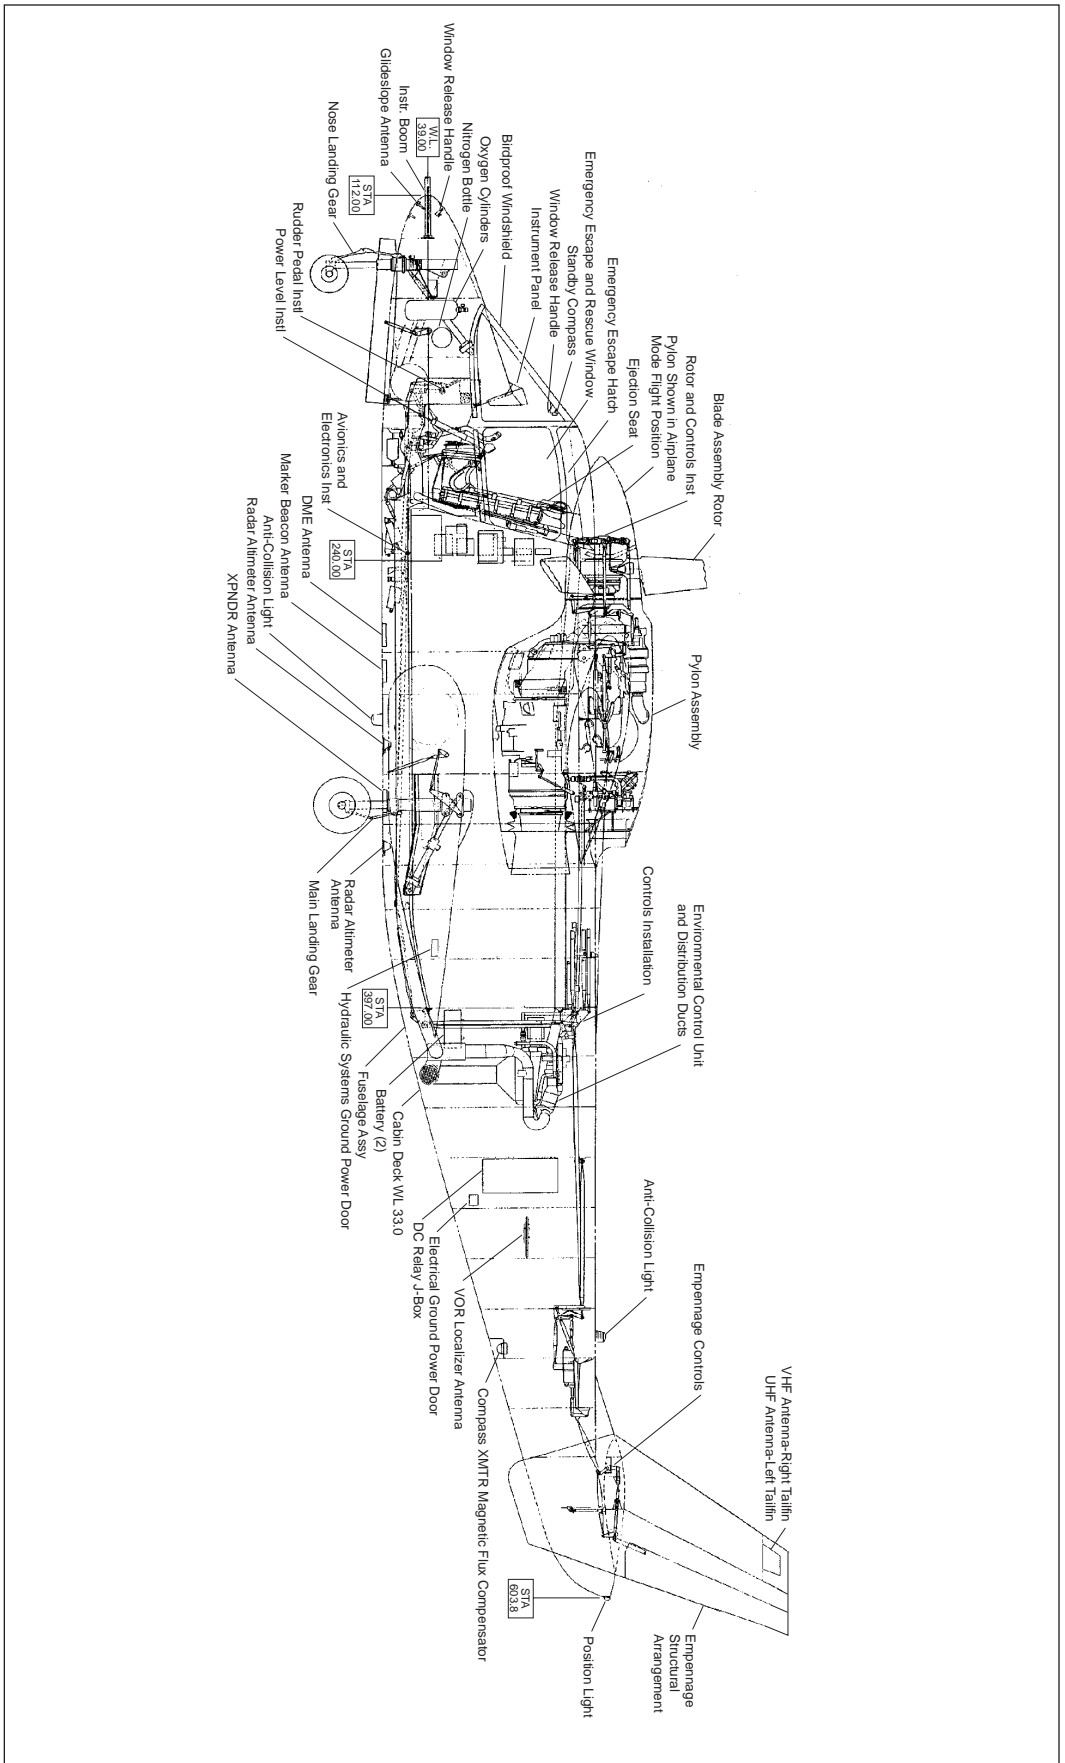 Blade Assembly Rotor
Rotor and Controls Inst
Pylon Shown in Airplane
Mode Flight Position
Ejection Seat
Emergency Escape Hatch
Emergency Escape and Rescue Window
Standby Compass
Window Release Handle
Instrument Panel
Birdproof Windshield
Oxygen Cylinders
Nitrogen Bottle
Window Release Handle
W.L.
39.00
Instr. Boom
Glideslope Antenna
STA
112.00
Nose Landing Gear
Rudder Pedal Instl
Power Level Instl
Avionics and
Electronics Inst
STA
240.00
DME Antenna
Marker Beacon Antenna
Anti-Collision Light
Radar Altimeter Antenna
XPNDR Antenna
Pylon Assembly
Main Landing Gear
Radar Altimeter
Antenna
Hydraulic Systems Ground Power Door
STA
397.00
Fuselage Assy
Battery (2)
Cabin Deck WL 33.0
Controls Installation
Environmental Control Unit
and Distribution Ducts
DC Relay J-Box
Electrical Ground Power Door
VOR Localizer Antenna
Compass XMTR Magnetic Flux Compensator
Anti-Collision Light
Empennage Controls
VHF Antenna-Right Tailfin
UHF Antenna-Left Tailfin
STA
603.8
Position Light
Empennage
Structural
Arrangement